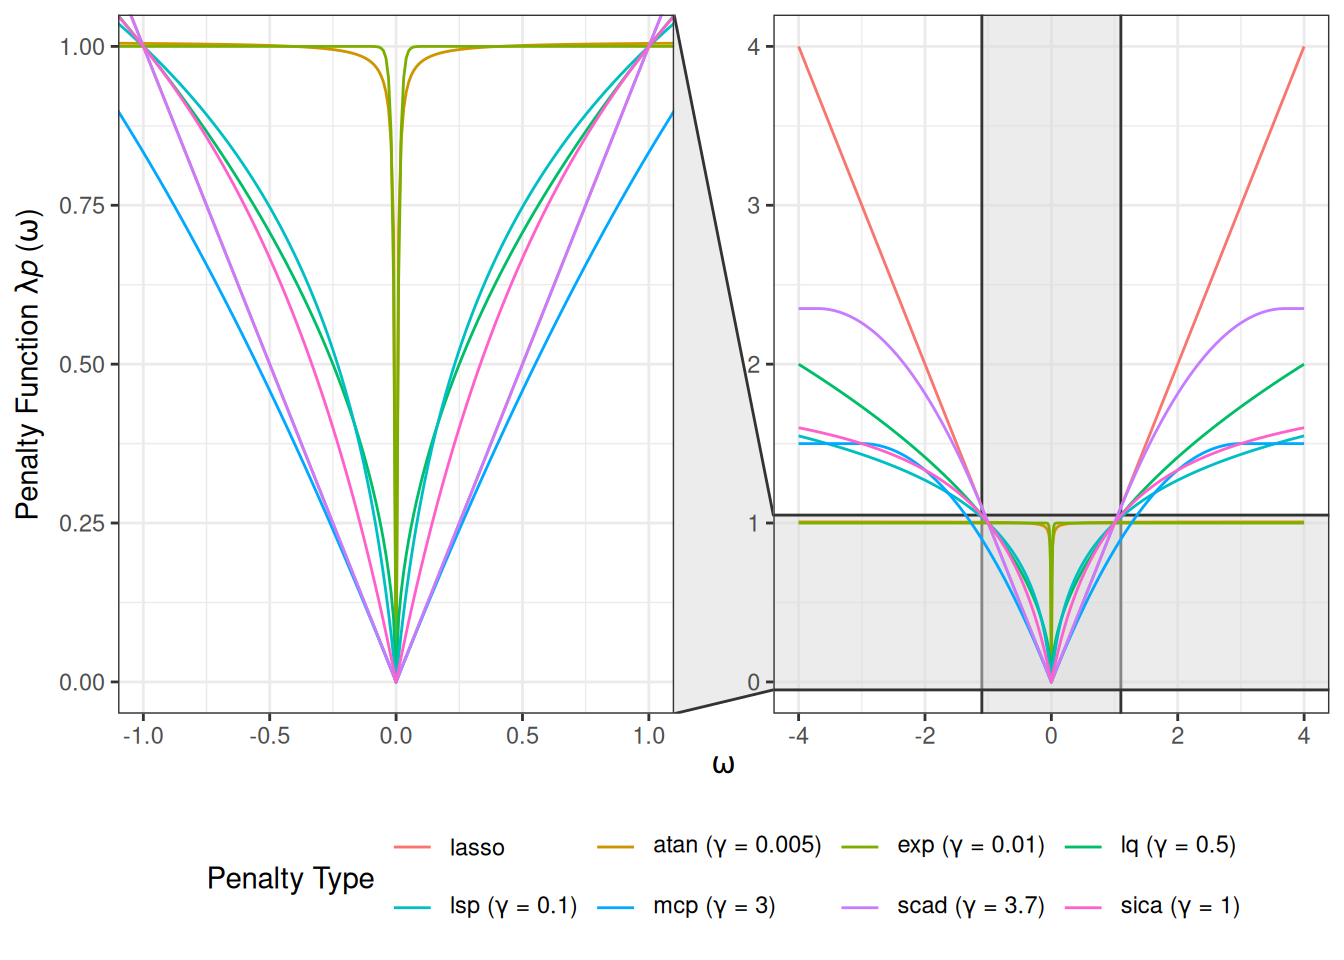 Penalty Function λp (ω)
1.00
0.75
0.50
0.25
0.00
-1.0 -0.5 0.0 0.5 1.0
4
3
2
1
0
-4 -2 0 2 4
ω
Penalty Type
lasso atan (γ = 0.005) exp (γ = 0.01) lq (γ = 0.5)
lsp (γ = 0.1) mcp (γ = 3) scad (γ = 3.7) sica (γ = 1)